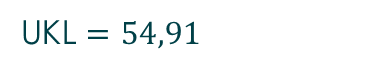 UKL = 54,91